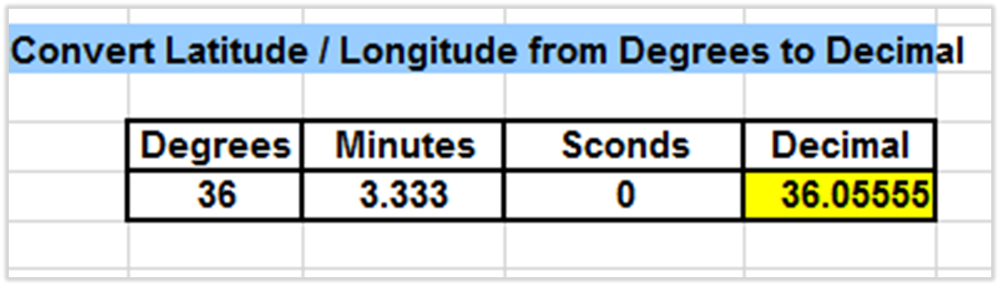 Convert Latitude / Longitude from Degrees to Decimal
Degrees Minutes Sconds Decimal
36 3.333 0 36.05555